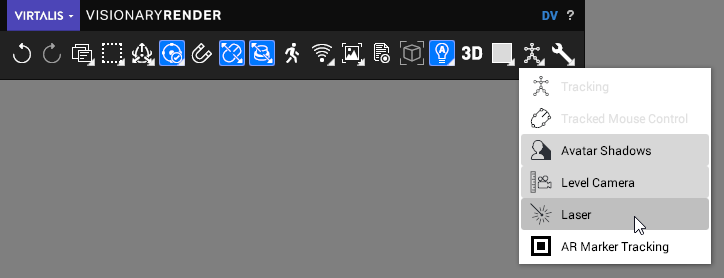 VIRTALIS VISIONARYRENDER DV ?
3D
Tracking
Tracked Mouse Control
Avatar Shadows
Level Camera
Laser
AR Marker Tracking